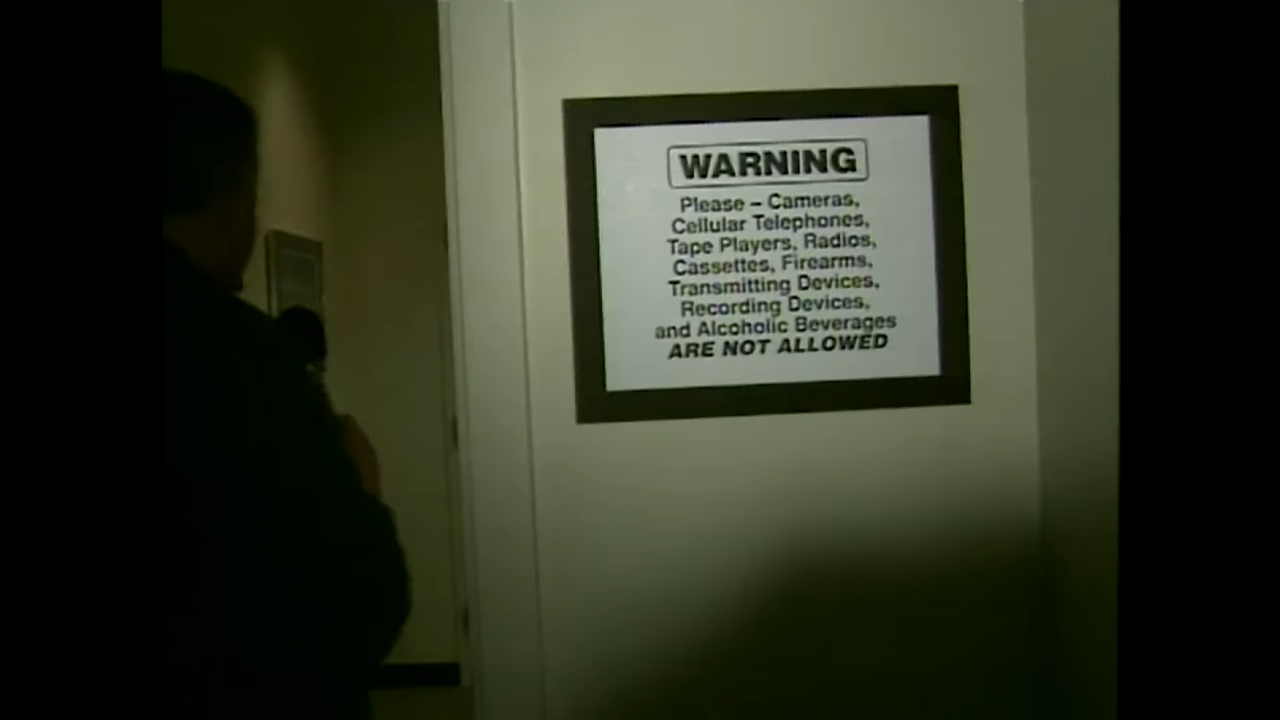 WARNING
Please – Cameras,
Cellular Telephones,
Tape Players, Radios,
Cassettes, Firearms,
Transmitting Devices,
Recording Devices,
and Alcoholic Beverages
ARE NOT ALLOWED